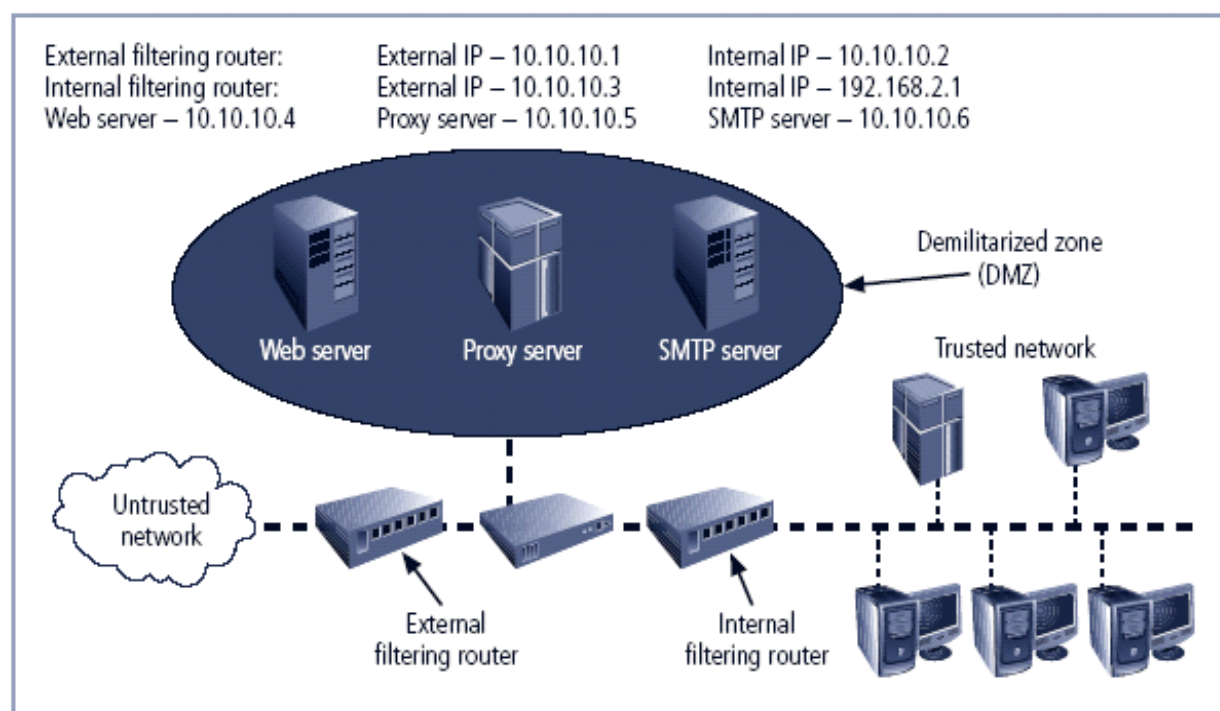 External filtering router: External IP – 10.10.10.1 Internal IP – 10.10.10.2
Internal filtering router: External IP – 10.10.10.3 Internal IP – 192.168.2.1
Web server – 10.10.10.4 Proxy server – 10.10.10.5 SMTP server – 10.10.10.6
Web server
Proxy server
SMTP server
Demilitarized zone
(DMZ)
Trusted network
Untrusted
network
External
filtering router
Internal
filtering router